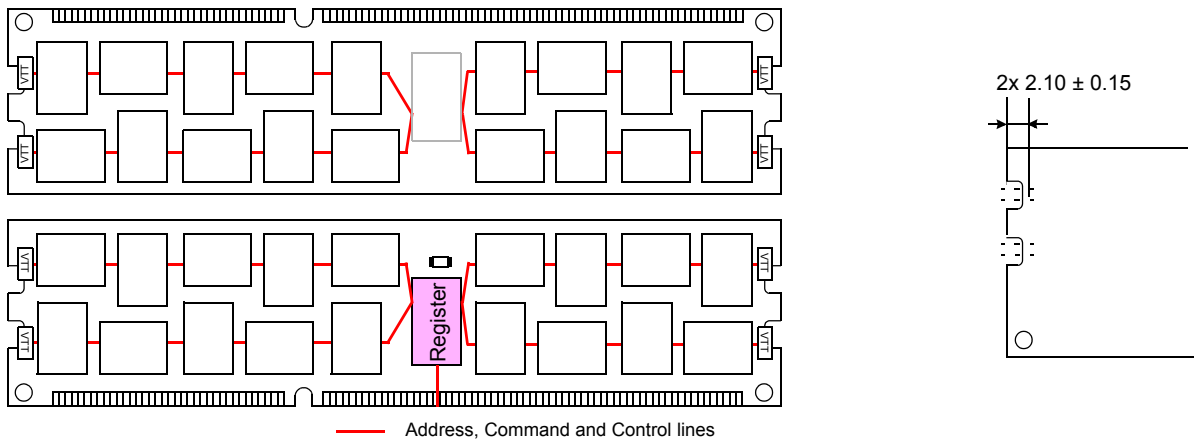 VTT
VTT
2x 2.10 ± 0.15
VTT
VTT
VTT
VTT
Register
VTT
VTT
Address, Command and Control lines